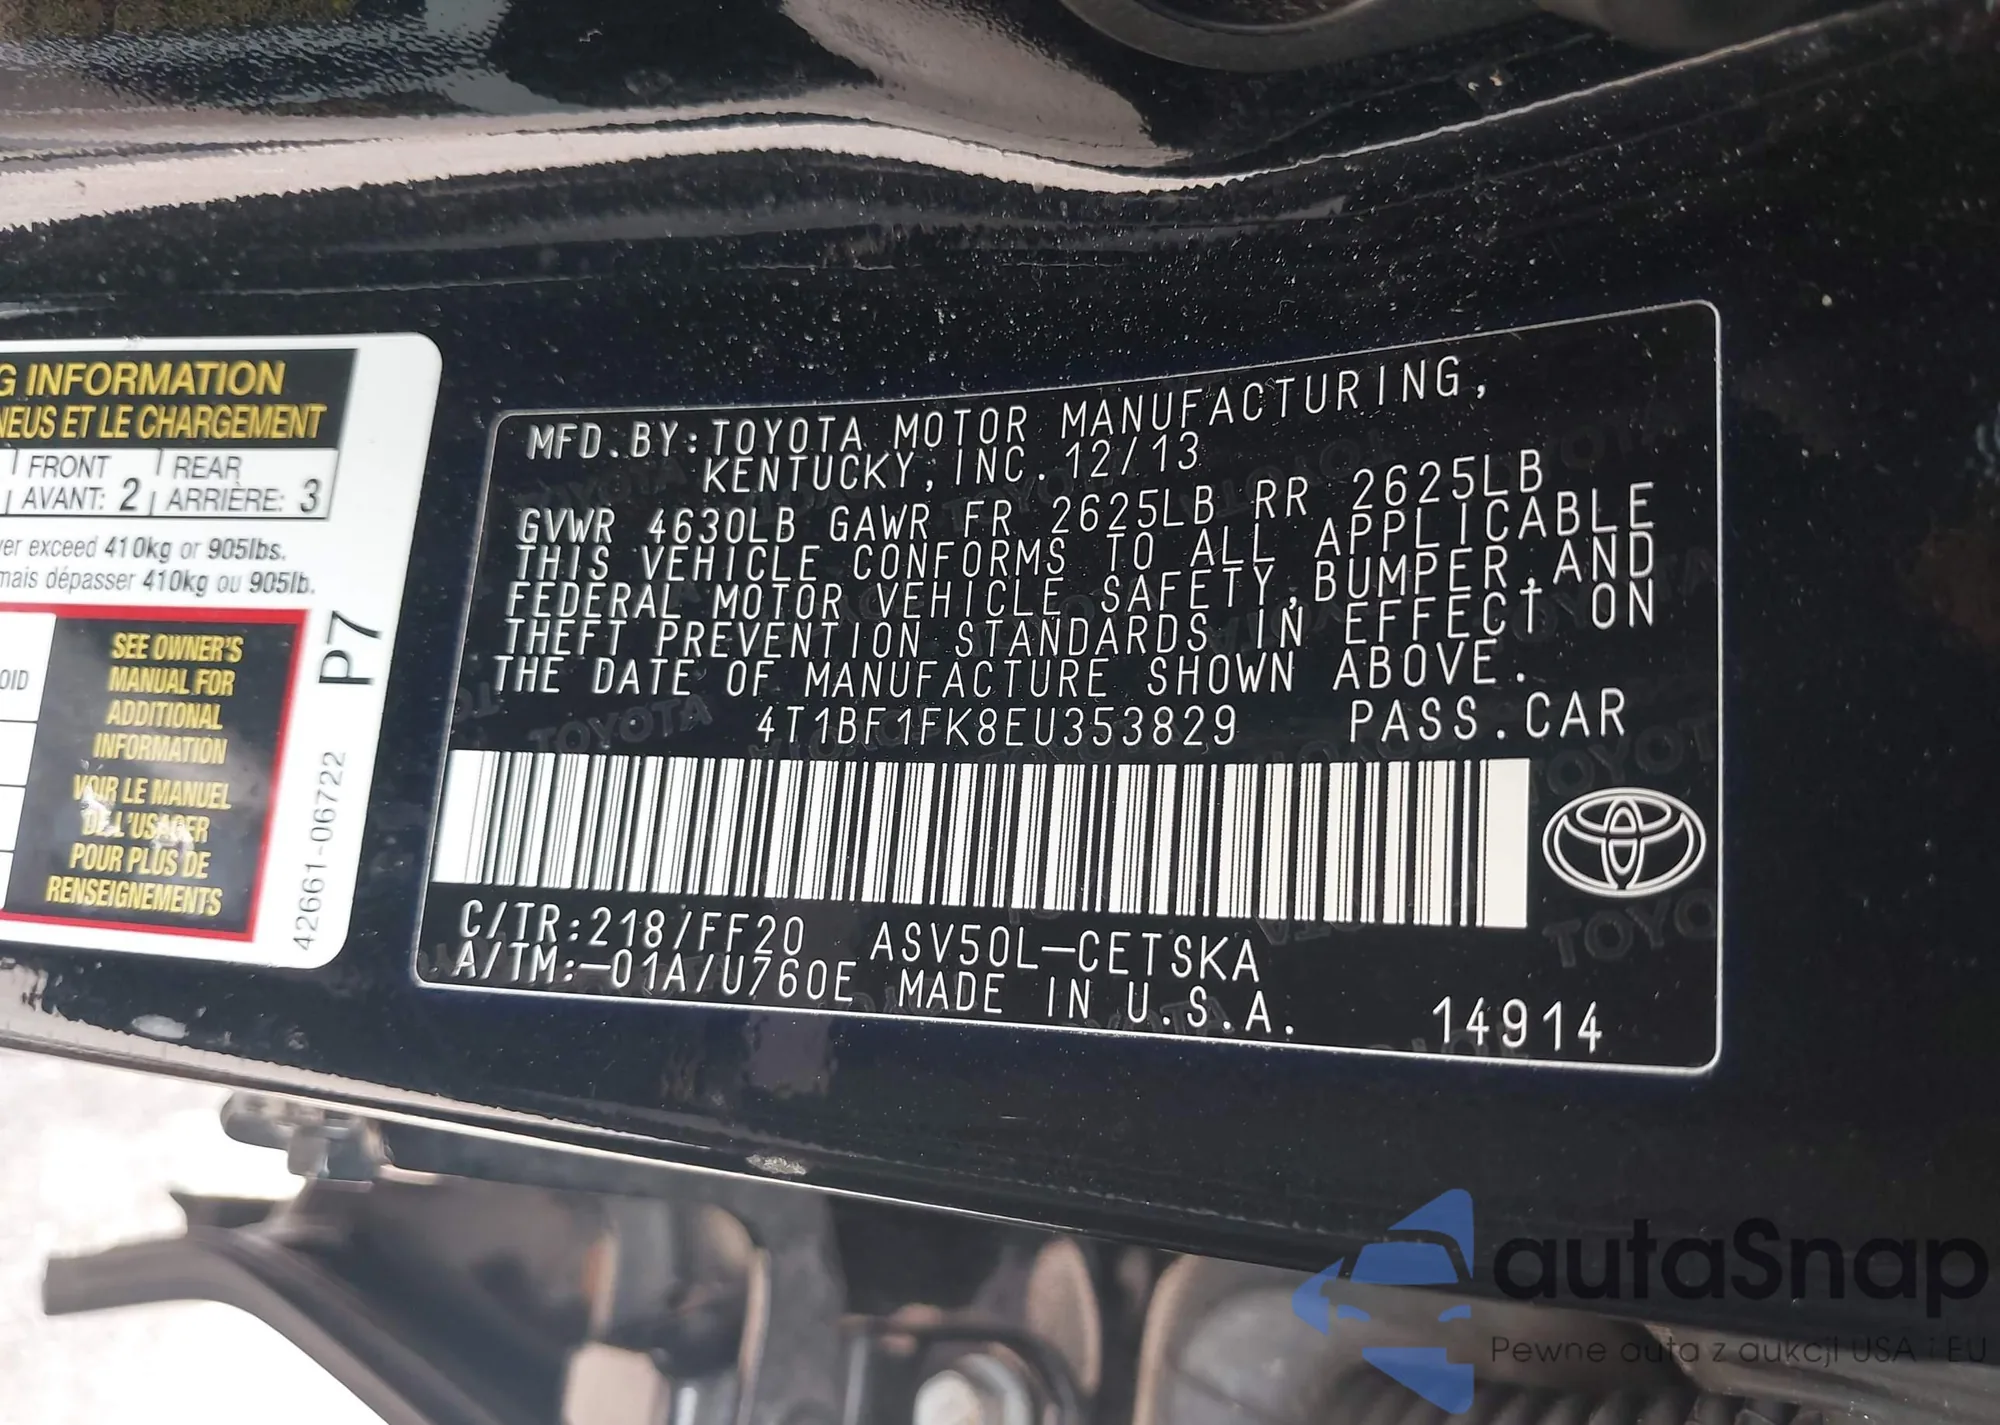 G INFORMATION
NEUS ET LE CHARGEMENT
FRONT REAR
AVANT: 2 ARRIÈRE: 3
er exceed 410kg or 905lbs.
mais dépasser 410kg ou 905lb.
OID
SEE OWNER'S
MANUAL FOR
ADDITIONAL
INFORMATION
VOIR LE MANUEL
DE L'USAGER
POUR PLUS DE
RENSEIGNEMENTS
P7
42661-06722
MFD.BY:TOYOTA MOTOR MANUFACTURING,
KENTUCKY,INC.12/13
GVWR 4630LB GAWR FR 2625LB RR 2625LB
THIS VEHICLE CONFORMS TO ALL APPLICABLE
FEDERAL MOTOR VEHICLE SAFETY,BUMPER,AND
THEFT PREVENTION STANDARDS IN EFFECT ON
THE DATE OF MANUFACTURE SHOWN ABOVE.
4T1BF1FK8EU353829 PASS.CAR
C/TR:218/FF20 ASV50L-CETSKA
A/TM:-01A/U760E MADE IN U.S.A. 14914
autaSnap
Pewne auta z aukcji USA i EU